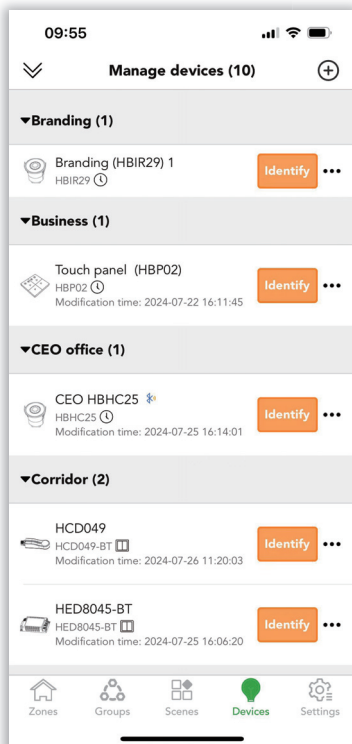 09:55
Manage devices (10)
Branding (1)
Branding (HBIR29) 1
HBIR29
Identify
Business (1)
Touch panel (HBP02)
HBP02
Modification time: 2024-07-22 16:11:45
Identify
CEO office (1)
CEO HBHC25
HBHC25
Modification time: 2024-07-25 16:14:01
Identify
Corridor (2)
HCD049
HCD049-BT
Modification time: 2024-07-26 11:20:03
Identify
HED8045-BT
HED8045-BT
Modification time: 2024-07-25 16:06:20
Identify
Zones
Groups
Scenes
Devices
Settings